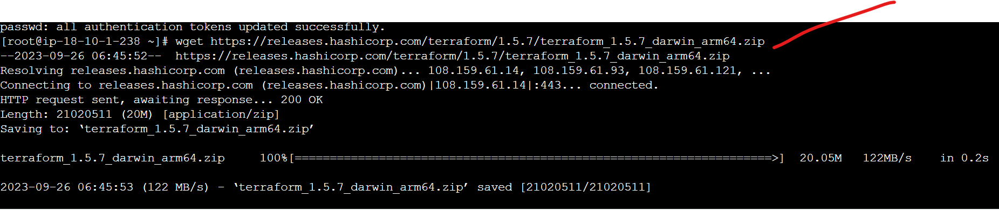 passwd: all authentication tokens updated successfully.
[root@ip-18-10-1-238 ~]# wget https://releases.hashicorp.com/terraform/1.5.7/terraform_1.5.7_darwin_arm64.zip
--2023-09-26 06:45:52--  https://releases.hashicorp.com/terraform/1.5.7/terraform_1.5.7_darwin_arm64.zip
Resolving releases.hashicorp.com (releases.hashicorp.com)... 108.159.61.14, 108.159.61.93, 108.159.61.121, ...
Connecting to releases.hashicorp.com (releases.hashicorp.com)|108.159.61.14|:443... connected.
HTTP request sent, awaiting response... 200 OK
Length: 21020511 (20M) [application/zip]
Saving to: ‘terraform_1.5.7_darwin_arm64.zip’
terraform_1.5.7_darwin_arm64.zip     100%[====================================================================>]  20.05M   122MB/s    in 0.2s
2023-09-26 06:45:53 (122 MB/s) - ‘terraform_1.5.7_darwin_arm64.zip’ saved [21020511/21020511]